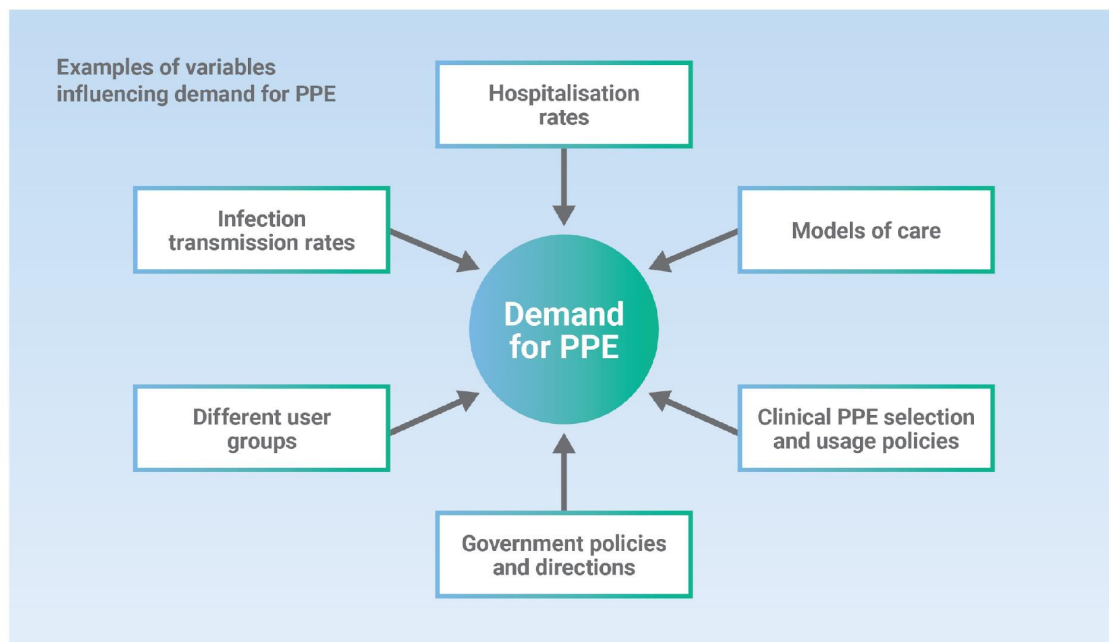 Examples of variables
influencing demand for PPE
Hospitalisation
rates
Infection
transmission rates
Models of care
Demand
for PPE
Different user
groups
Clinical PPE selection
and usage policies
Government policies
and directions